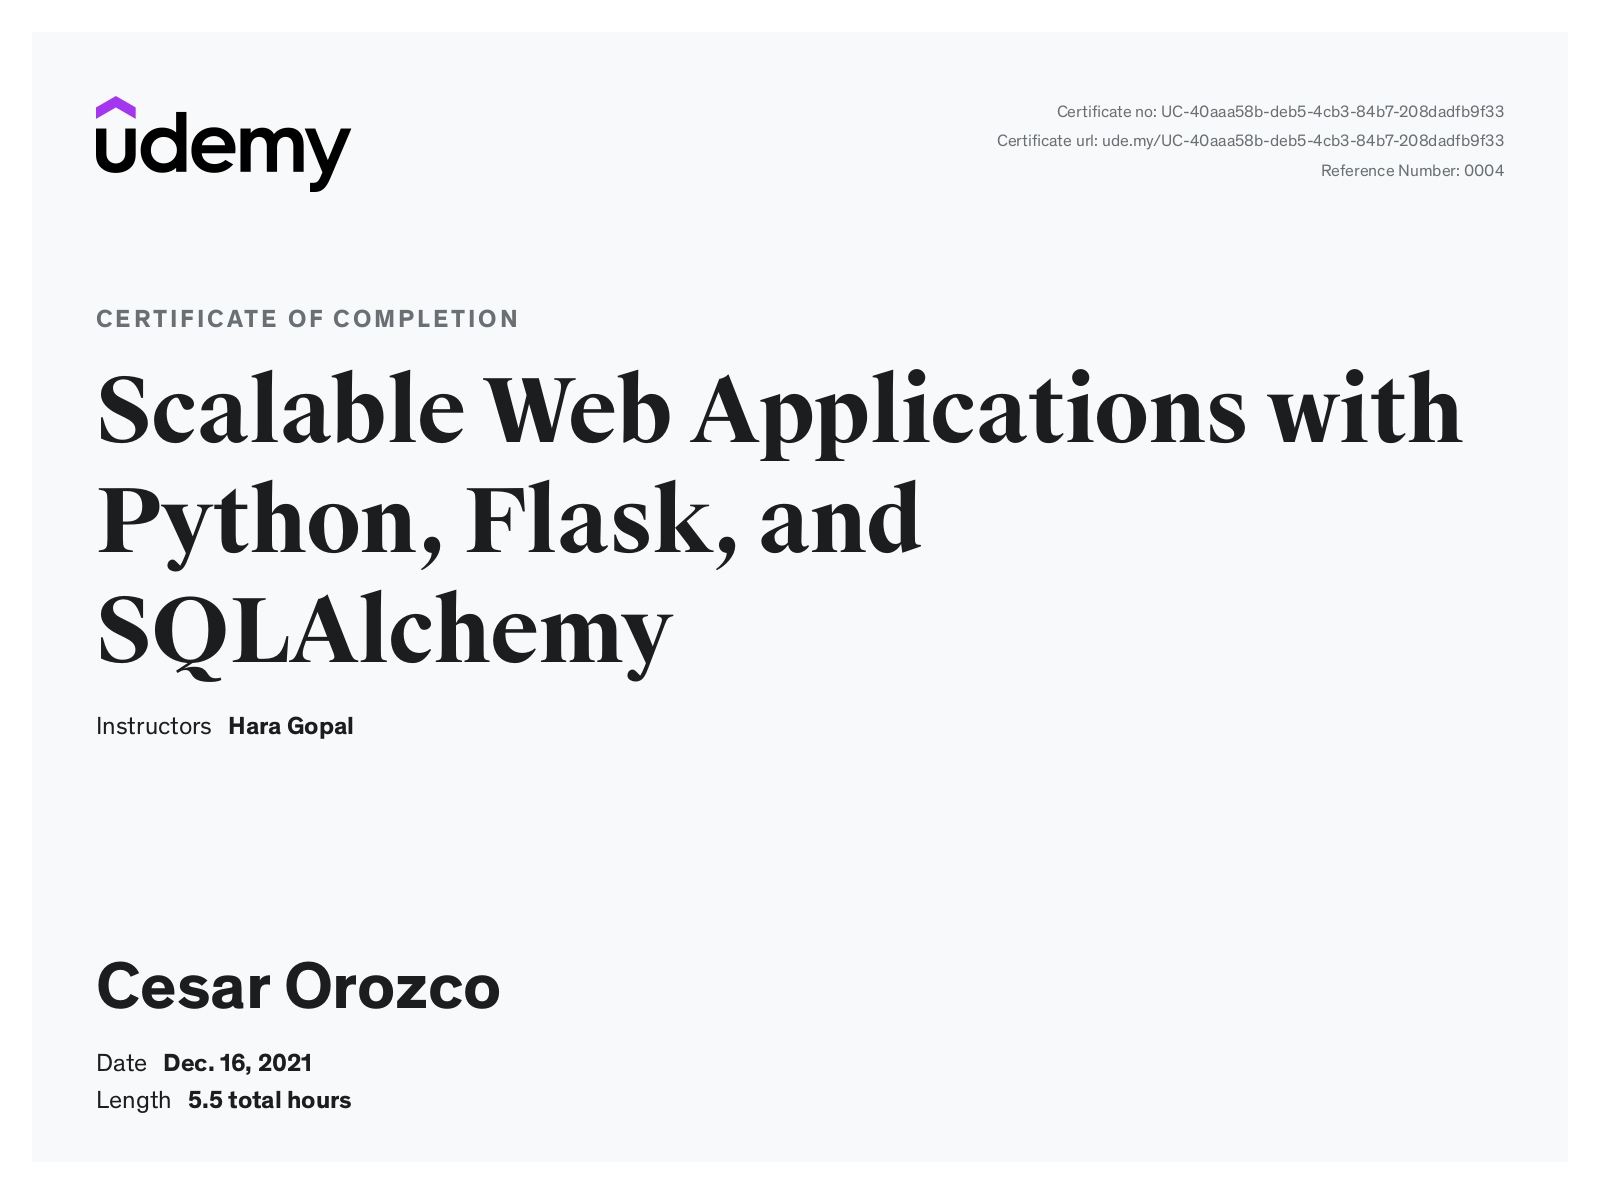 udemy
Certificate no: UC-40aaa58b-deb5-4cb3-84b7-208dadfb9f33
Certificate url: ude.my/UC-40aaa58b-deb5-4cb3-84b7-208dadfb9f33
Reference Number: 0004
CERTIFICATE OF COMPLETION
Scalable Web Applications with
Python, Flask, and
SQLAlchemy
Instructors Hara Gopal
Cesar Orozco
Date Dec. 16, 2021
Length 5.5 total hours